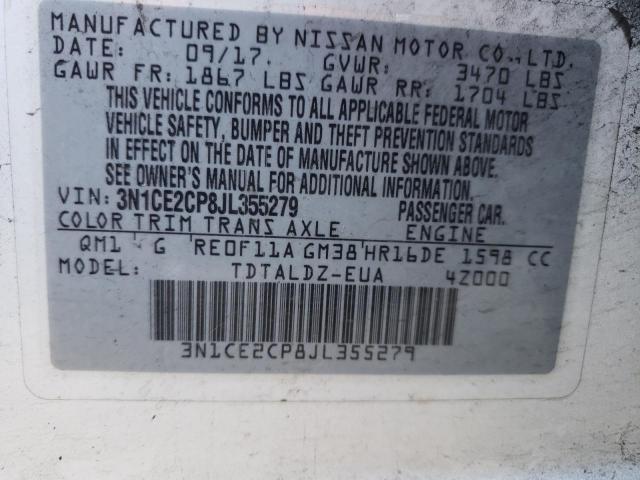 MANUFACTURED BY NISSAN MOTOR CO., LTD.
09/17. GVWR: 3470 LBS
GAWR FR: 1867 LBS GAWR RR: 1704 LBS
THIS VEHICLE CONFORMS TO ALL APPLICABLE FEDERAL MOTOR
VEHICLE SAFETY, BUMPER AND THEFT PREVENTION STANDARDS
IN EFFECT ON THE DATE OF MANUFACTURE SHOWN ABOVE.
SEE OWNER'S MANUAL FOR ADDITIONAL INFORMATION.
VIN: 3N1CE2CP8JL355279 PASSENGER CAR.
COLOR TRIM TRANS AXLE ENGINE
QM1 G RE0F11A GM38 HR16DE 1598 CC
MODEL: TDTALDZ-EUA 4Z000
3N1CE2CP8JL355279